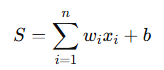 S = \sum_{i=1}^{n} w_i x_i + b